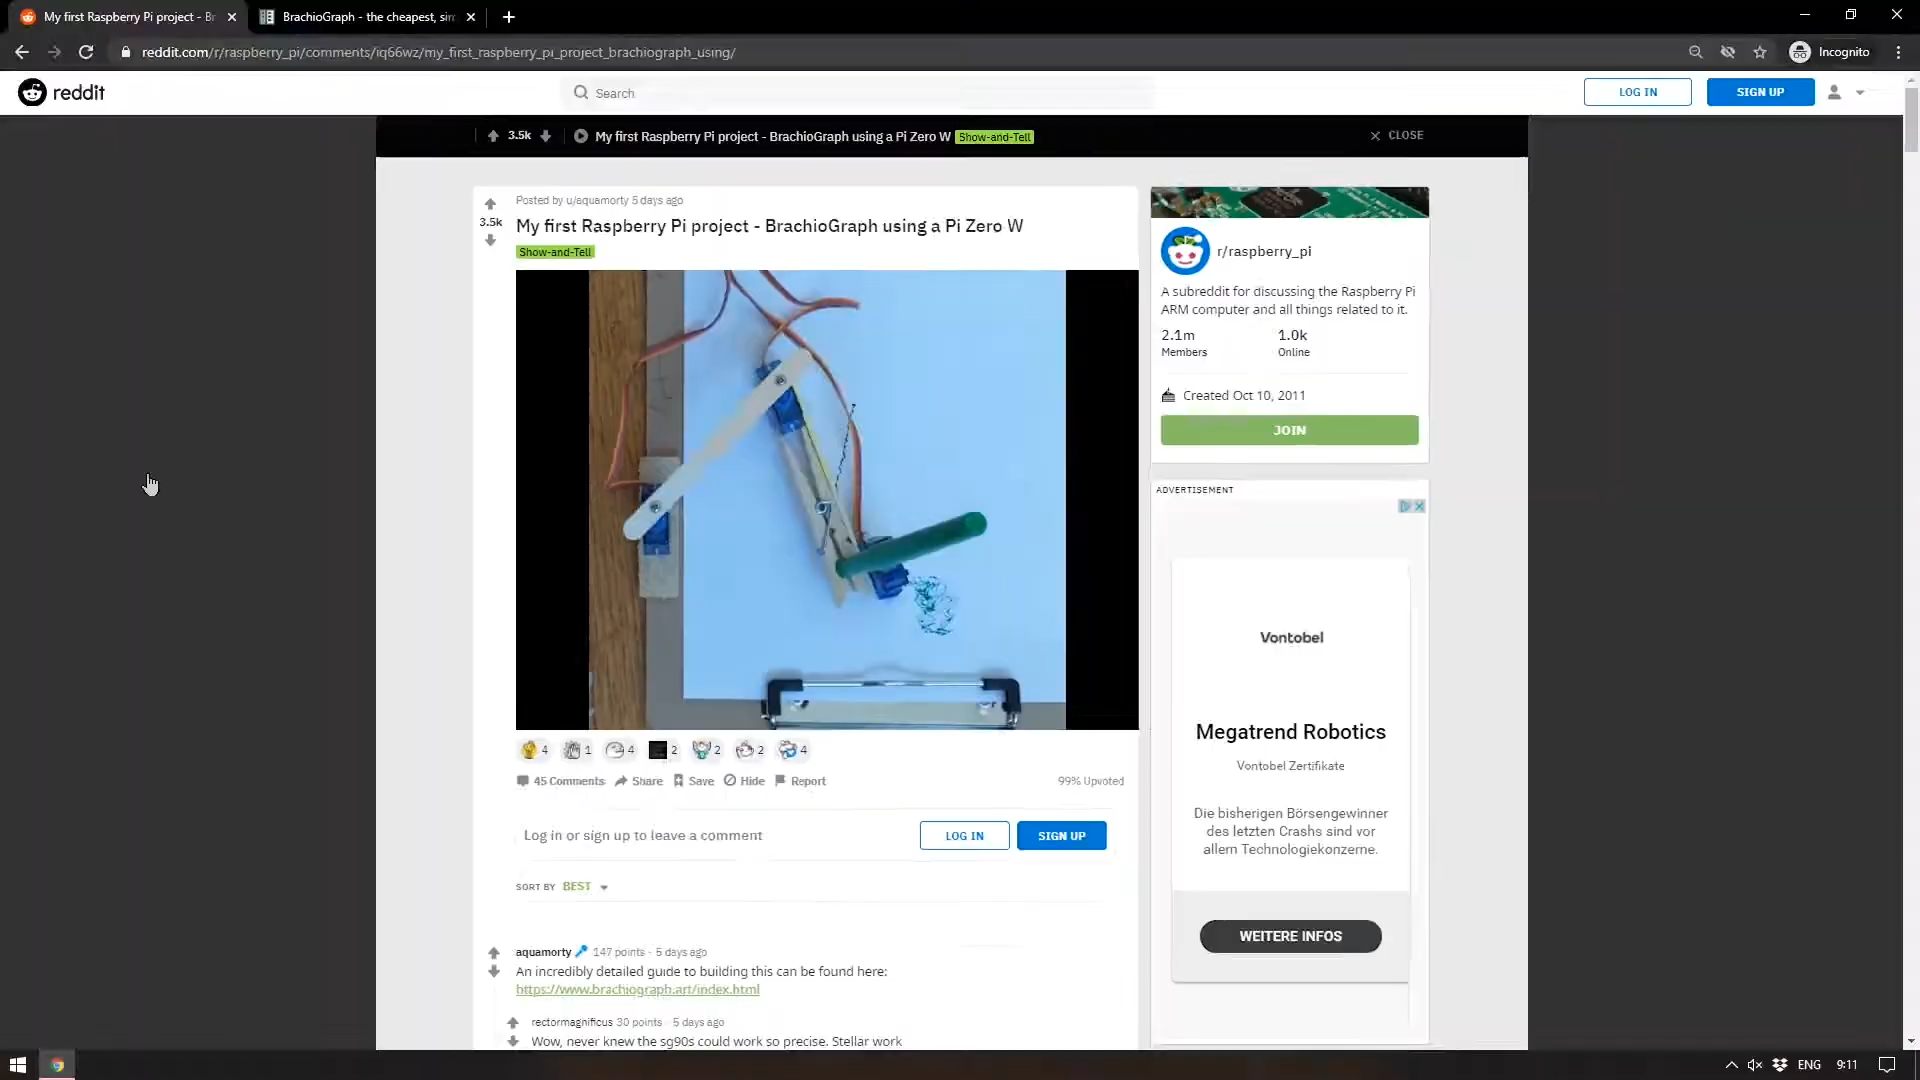 My first Raspberry Pi project - Br
BrachioGraph - the cheapest, sim
reddit.com/r/raspberry_pi/comments/iq66wz/my_first_raspberry_pi_project_brachiograph_using/
Incognito
reddit
Search
LOG IN
SIGN UP
3.5k
My first Raspberry Pi project - BrachioGraph using a Pi Zero W
Show-and-Tell
CLOSE
Posted by u/aquamorty 5 days ago
3.5k
My first Raspberry Pi project - BrachioGraph using a Pi Zero W
Show-and-Tell
4 1 4 2 2 2 4
45 Comments Share Save Hide Report
99% Upvoted
Log in or sign up to leave a comment
LOG IN
SIGN UP
SORT BY BEST
aquamorty 147 points · 5 days ago
An incredibly detailed guide to building this can be found here:
https://www.brachiograph.art/index.html
rectormagnificus 30 points · 5 days ago
Wow, never knew the sg90s could work so precise. Stellar work
r/raspberry_pi
A subreddit for discussing the Raspberry Pi
ARM computer and all things related to it.
2.1m
Members
1.0k
Online
Created Oct 10, 2011
JOIN
ADVERTISEMENT
Vontobel
Megatrend Robotics
Vontobel Zertifikate
Die bisherigen Börsengewinner
des letzten Crashs sind vor
allem Technologiekonzerne.
WEITERE INFOS
ENG
9:11